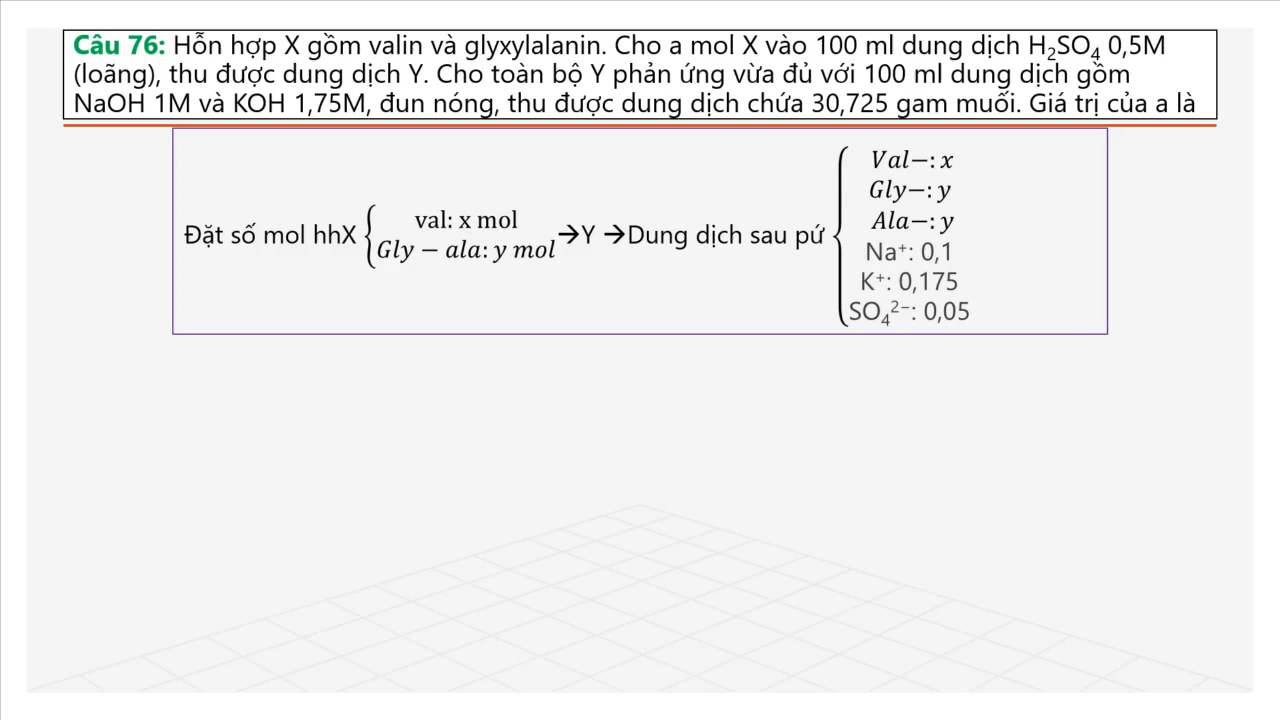 Câu 76: Hỗn hợp X gồm valin và glyxylalanin. Cho a mol X vào 100 ml dung dịch H₂SO₄ 0,5M
(loãng), thu được dung dịch Y. Cho toàn bộ Y phản ứng vừa đủ với 100 ml dung dịch gồm
NaOH 1M và KOH 1,75M, đun nóng, thu được dung dịch chứa 30,725 gam muối. Giá trị của a là
Đặt số mol hhX { val: x mol
Gly − ala: y mol →Y →Dung dịch sau pứ {
Val−: x
Gly−: y
Ala−: y
Na⁺: 0,1
K⁺: 0,175
SO₄²⁻: 0,05